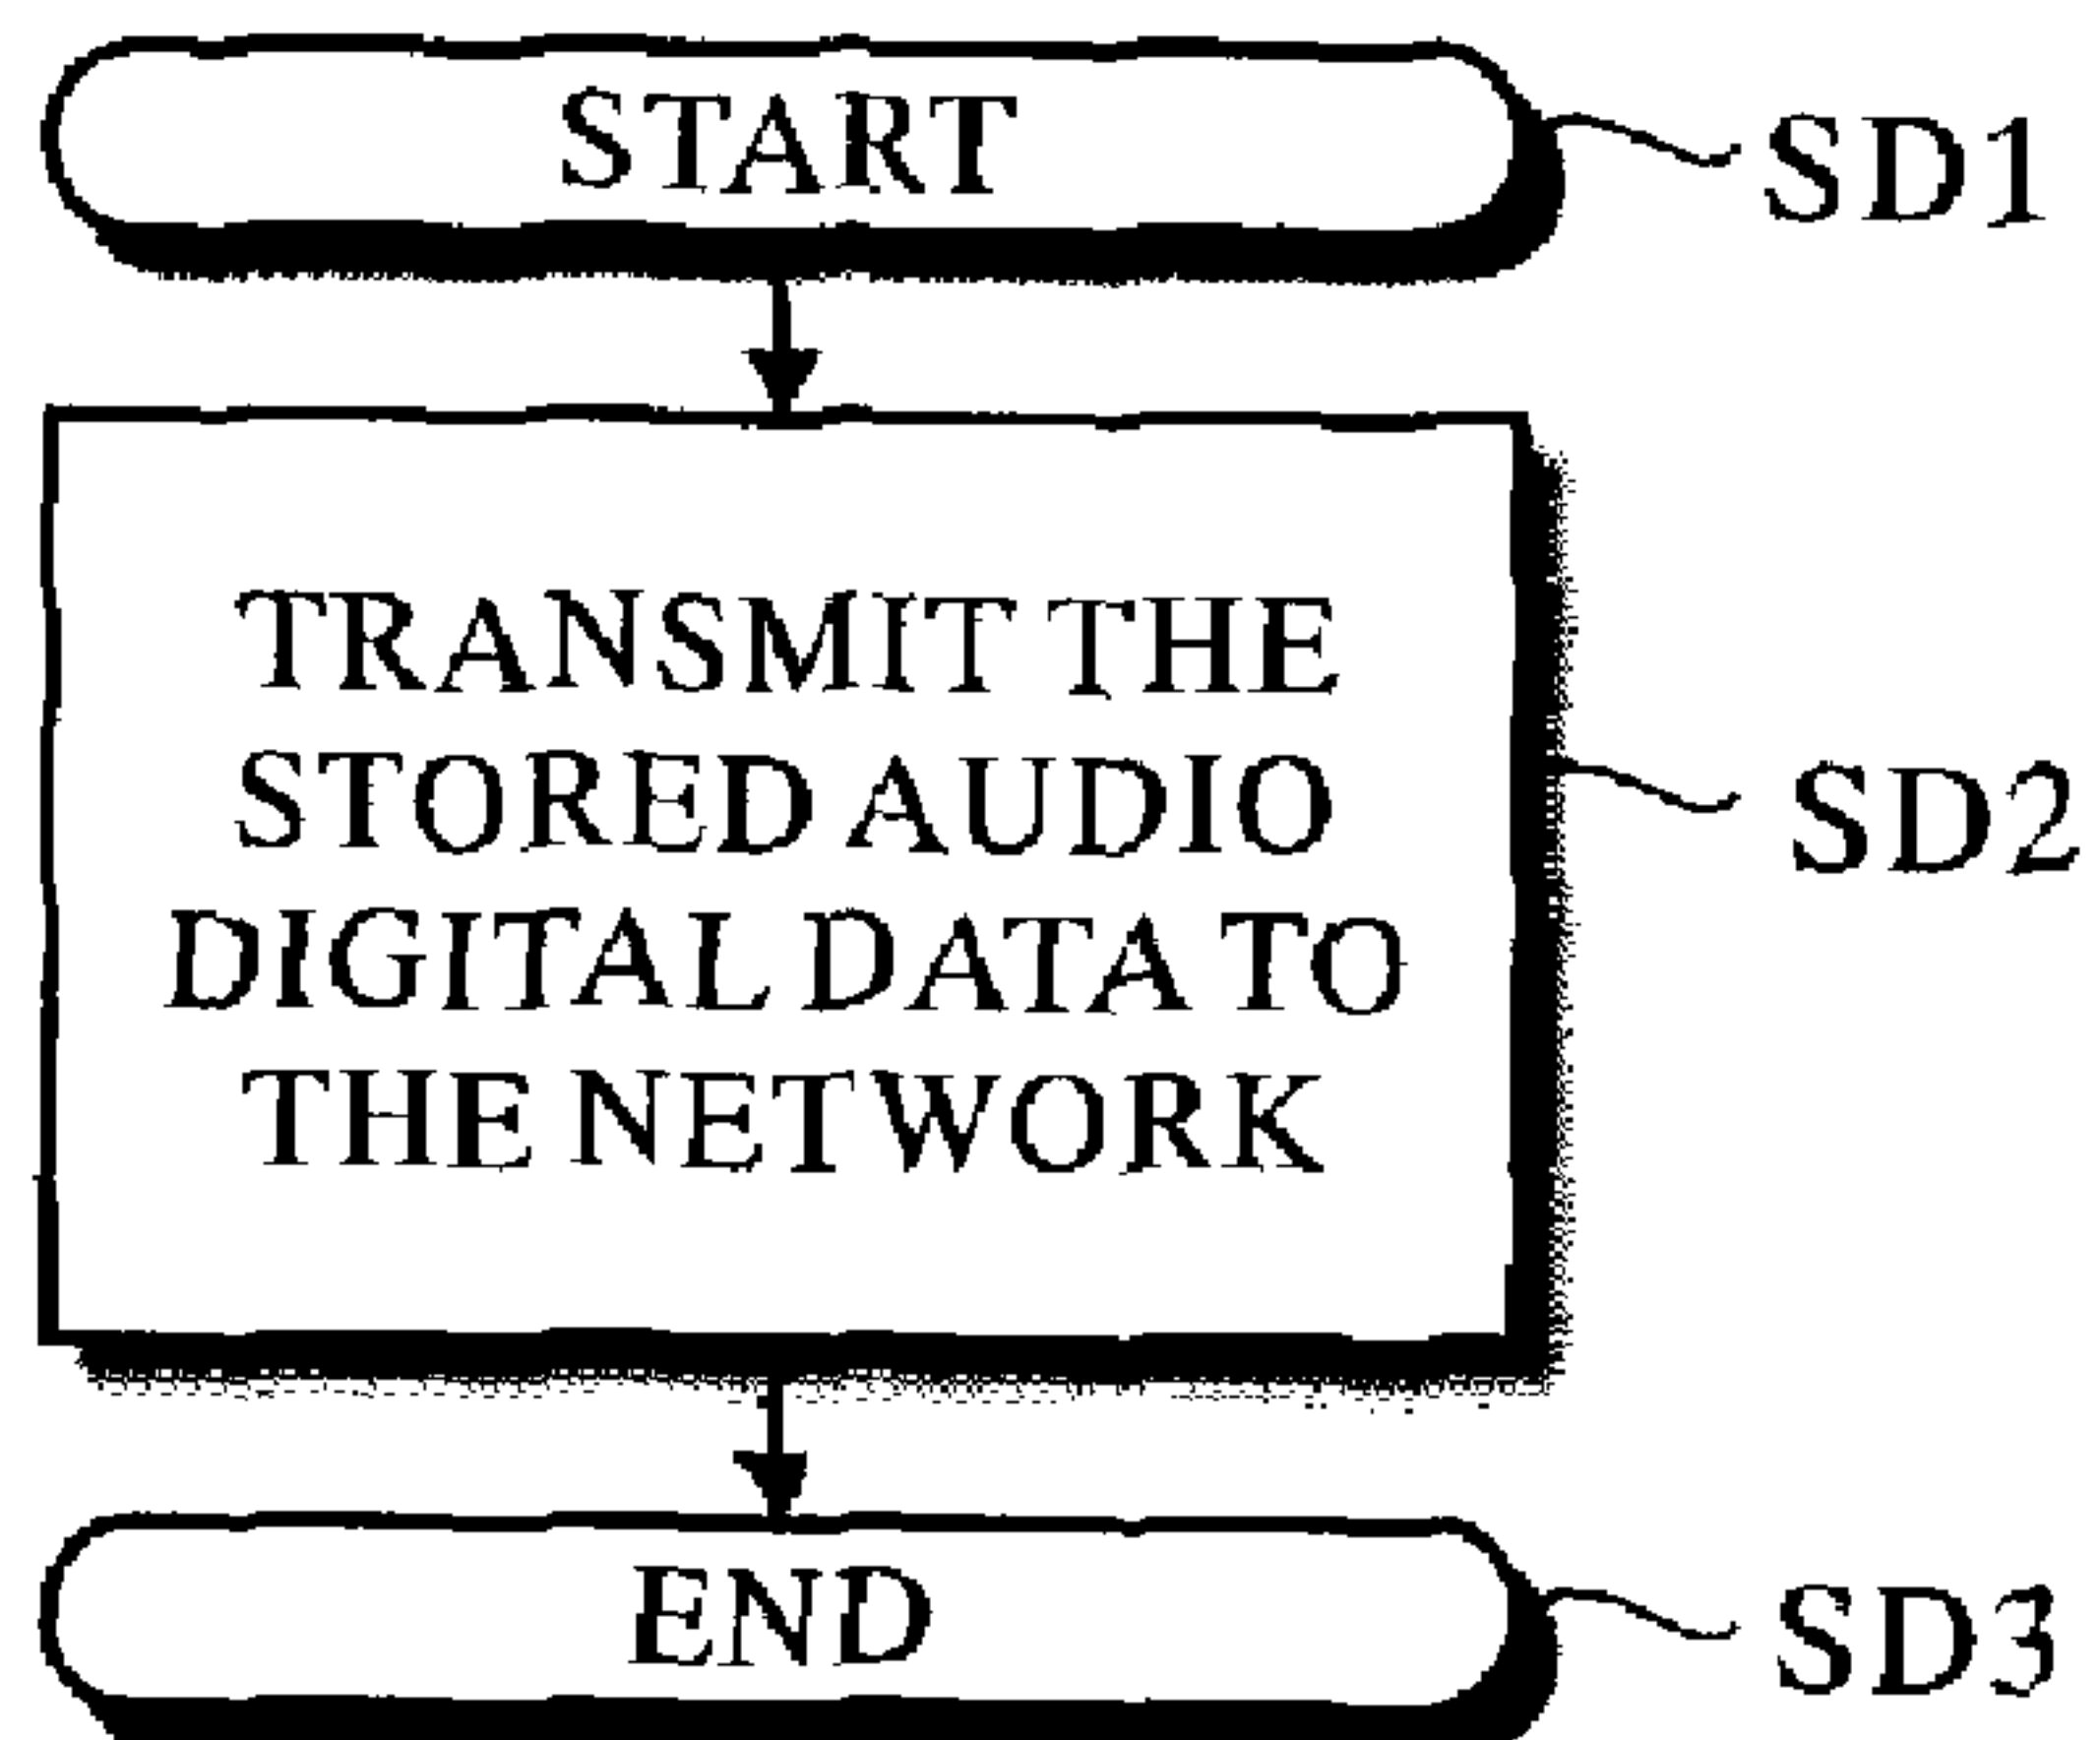 START
SD1
TRANSMIT THE
STORED AUDIO
DIGITAL DATA TO
THE NETWORK
SD2
END
SD3